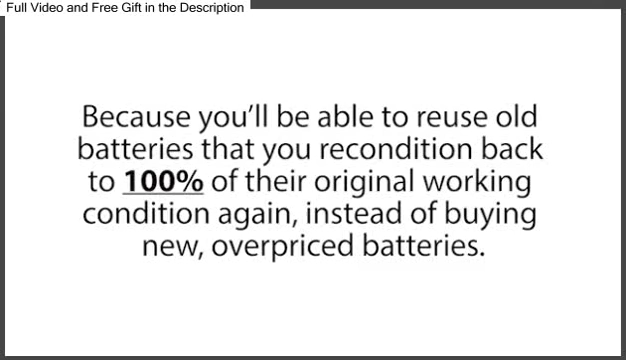 Full Video and Free Gift in the Description
Because you'll be able to reuse old
batteries that you recondition back
to 100% of their original working
condition again, instead of buying
new, overpriced batteries.